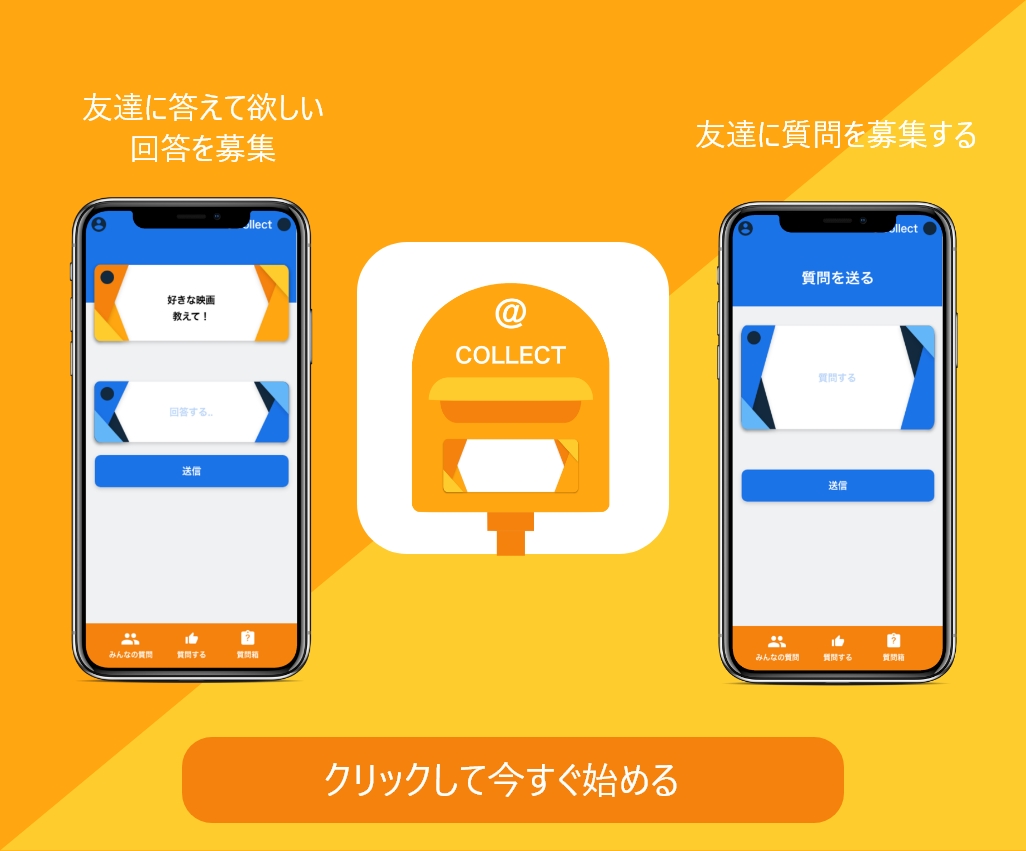 友達に答えて欲しい
回答を募集
友達に質問を募集する
ollect
好きな映画
教えて！
回答する..
送信
みんなの質問
質問する
質問箱
@
COLLECT
ollect
質問を送る
質問する
送信
みんなの質問
質問する
質問箱
クリックして今すぐ始める